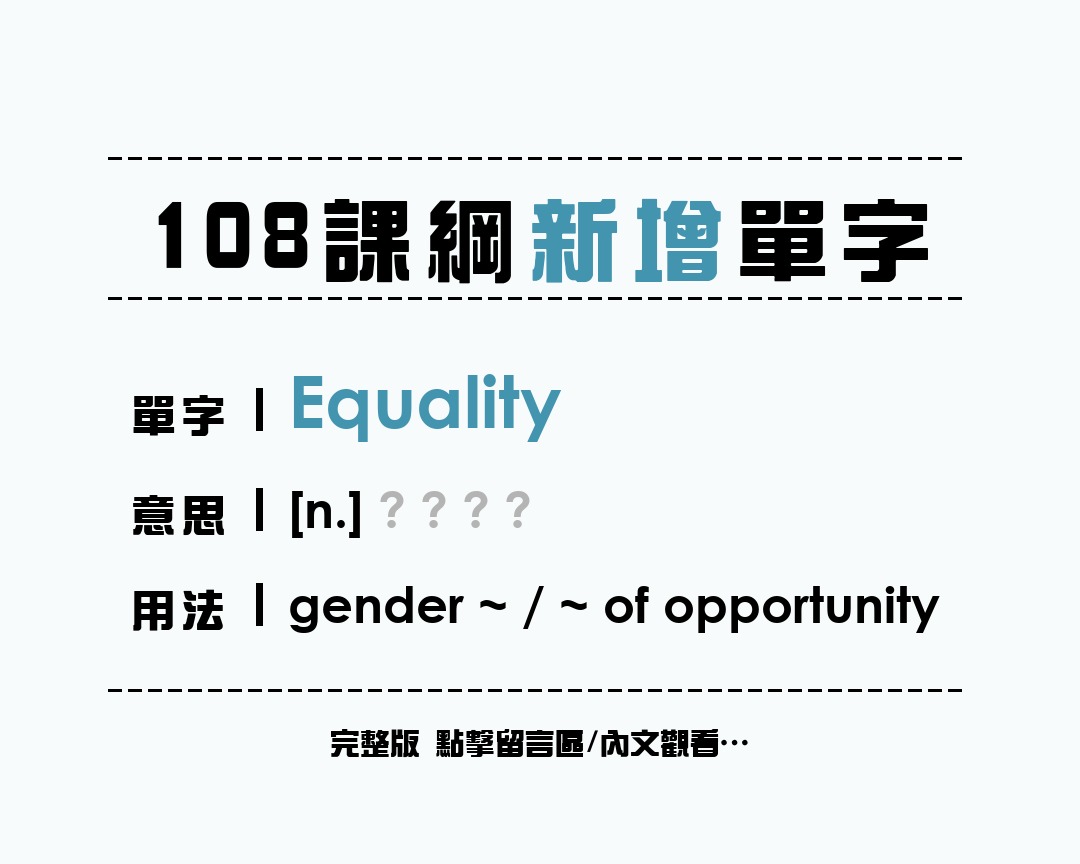 108課綱新增單字
單字 | Equality
意思 | [n.] ? ? ? ?
用法 | gender ~ / ~ of opportunity
完整版 點擊留言區/內文觀看…